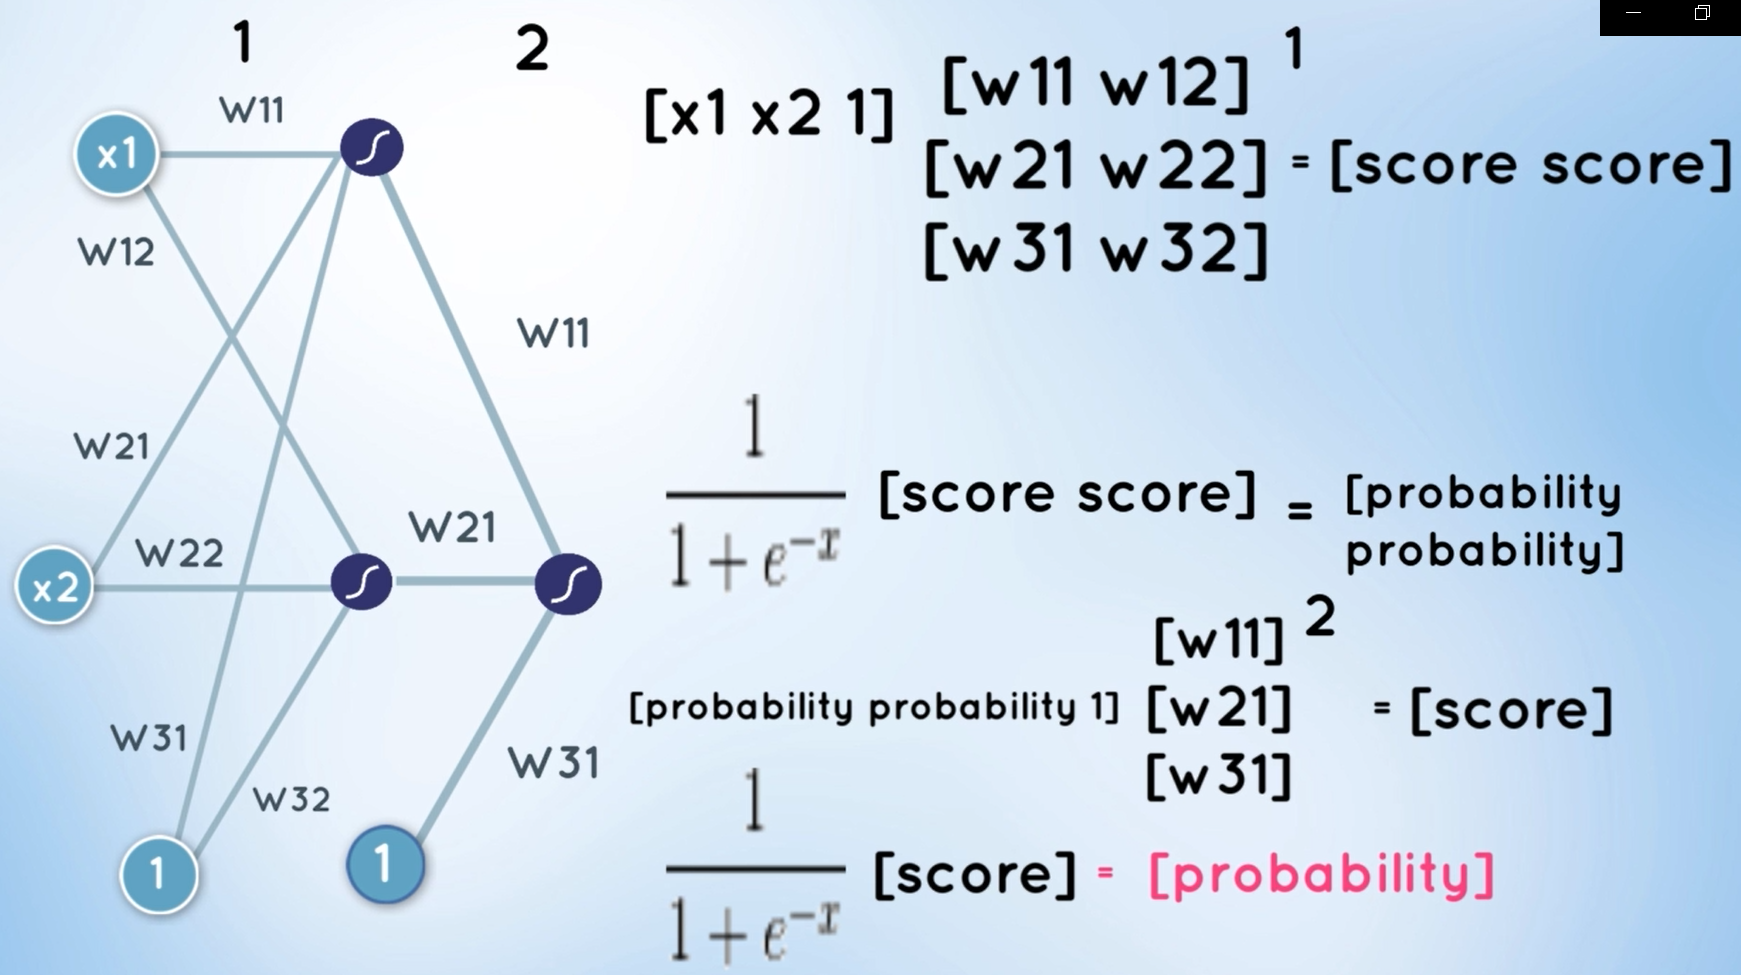 1 2
W11
x1
W12
W11
W21
W22
W21
x2
W31
W32
W31
1
1
[x1 x2 1] [w11 w12] 1
[w21 w22] = [score score]
[w31 w32]
1
1+e^-x
[score score] = [probability
probability]
[w11] 2
[probability probability 1] [w21] = [score]
[w31]
1
1+e^-x
[score] = [probability]